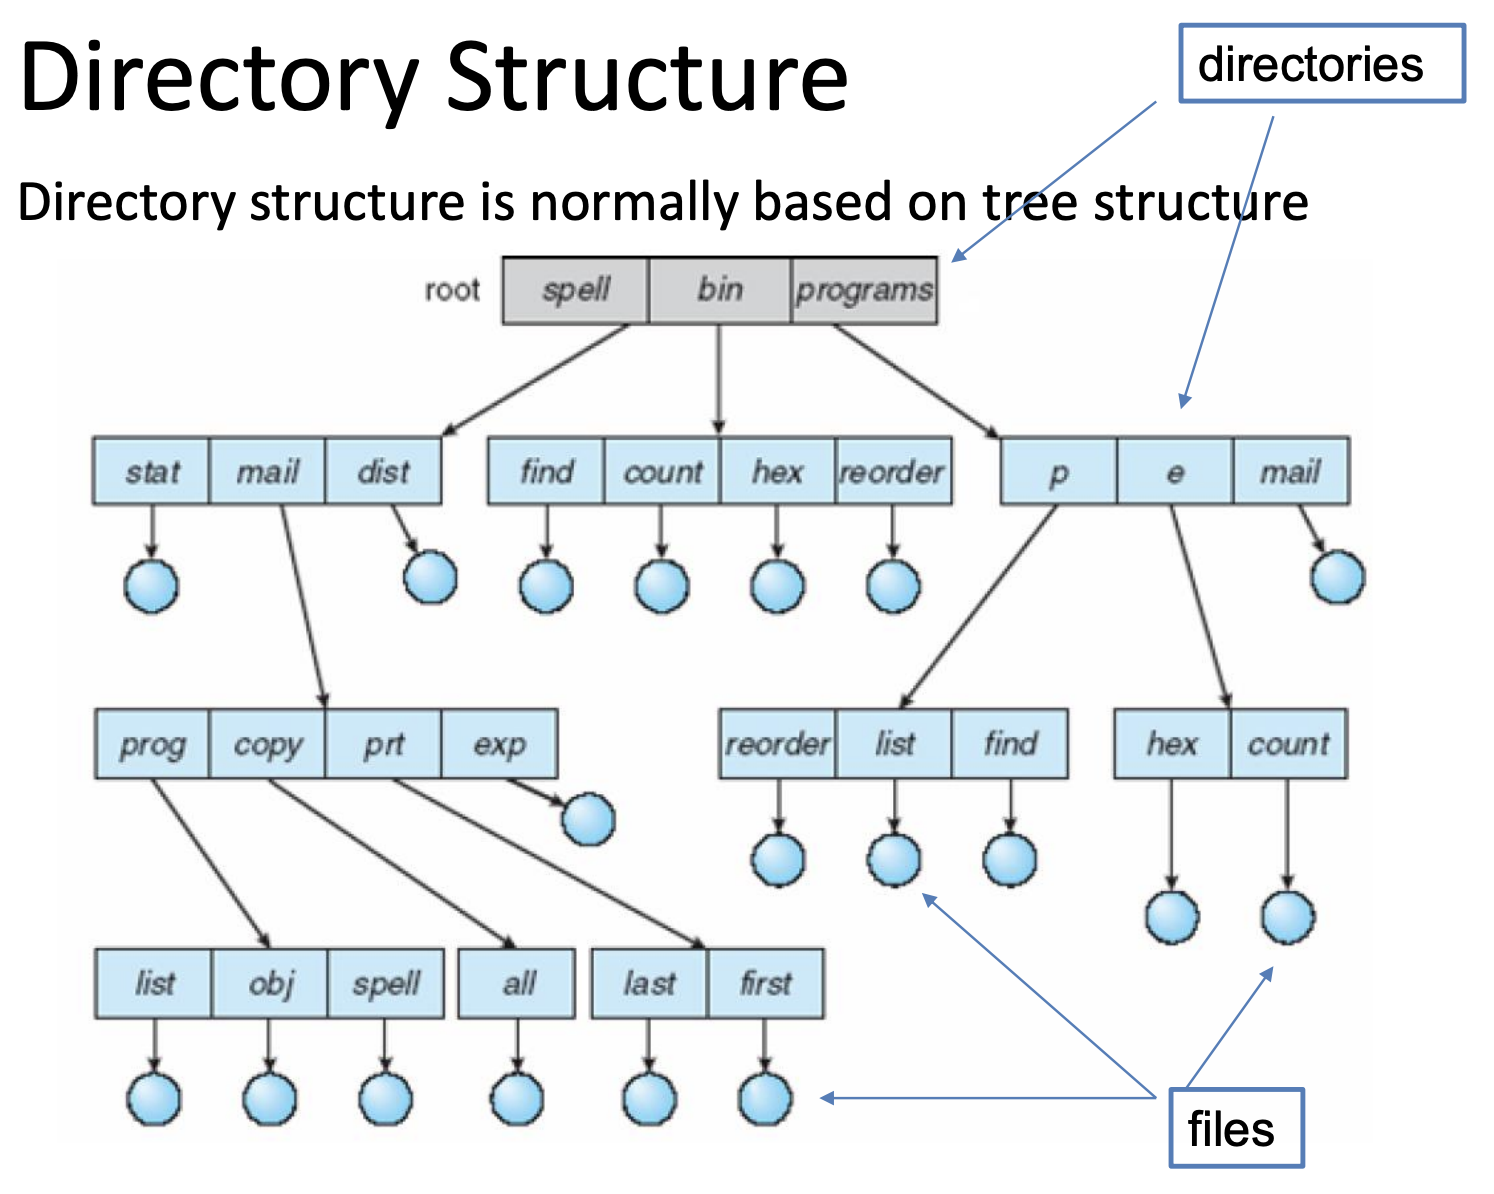 Directory Structure
directories
Directory structure is normally based on tree structure
root spell bin programs
stat mail dist find count hex reorder p e mail
prog copy prt exp reorder list find hex count
list obj spell all last first
files